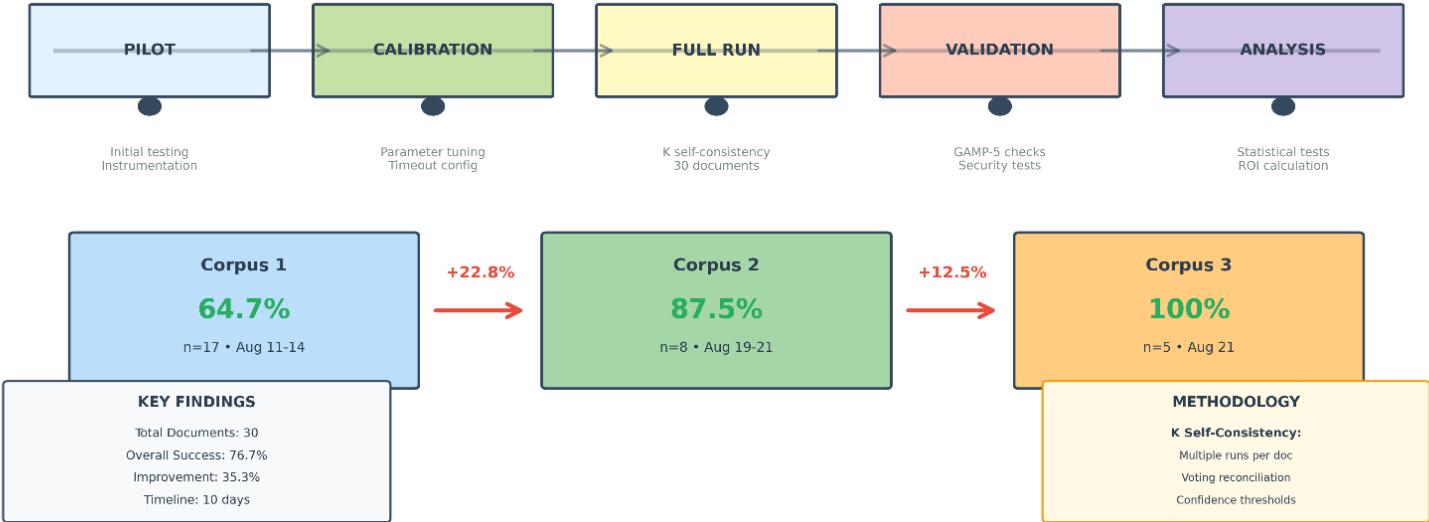 PILOT
CALIBRATION
FULL RUN
VALIDATION
ANALYSIS
Initial testing
Instrumentation
Parameter tuning
Timeout config
K self-consistency
30 documents
GAMP-5 checks
Security tests
Statistical tests
ROI calculation
Corpus 1
64.7%
n=17 • Aug 11-14
+22.8%
Corpus 2
87.5%
n=8 • Aug 19-21
+12.5%
Corpus 3
100%
n=5 • Aug 21
KEY FINDINGS
Total Documents: 30
Overall Success: 76.7%
Improvement: 35.3%
Timeline: 10 days
METHODOLOGY
K Self-Consistency:
Multiple runs per doc
Voting reconciliation
Confidence thresholds